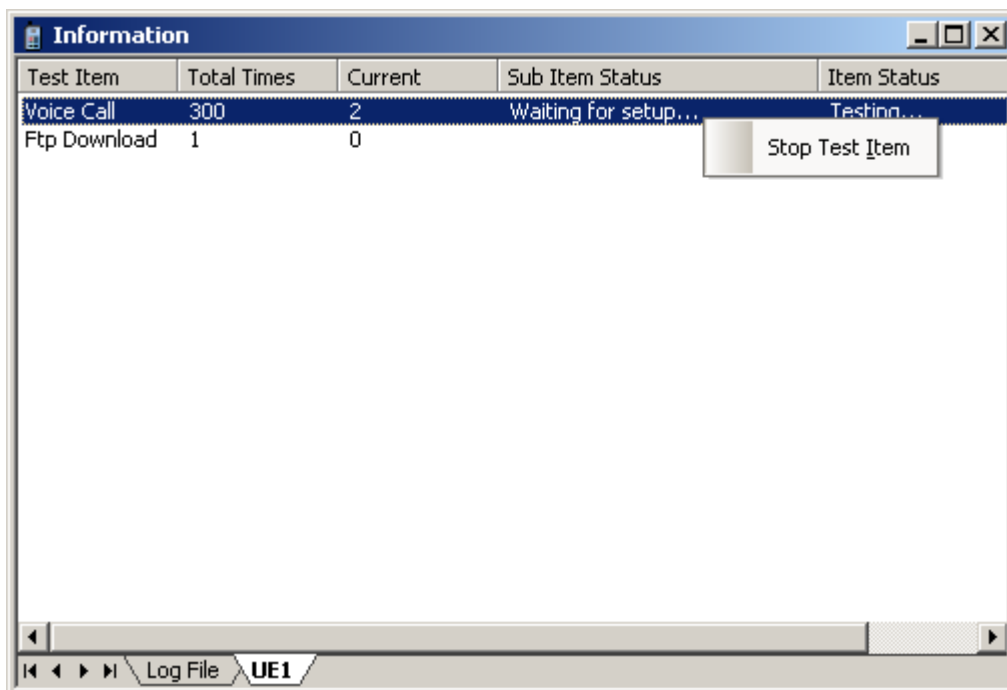 Information
Test Item Total Times Current Sub Item Status Item Status
Voice Call 300 2 Waiting for setup... Testing...
Ftp Download 1 0
Stop Test Item
Log File UE1